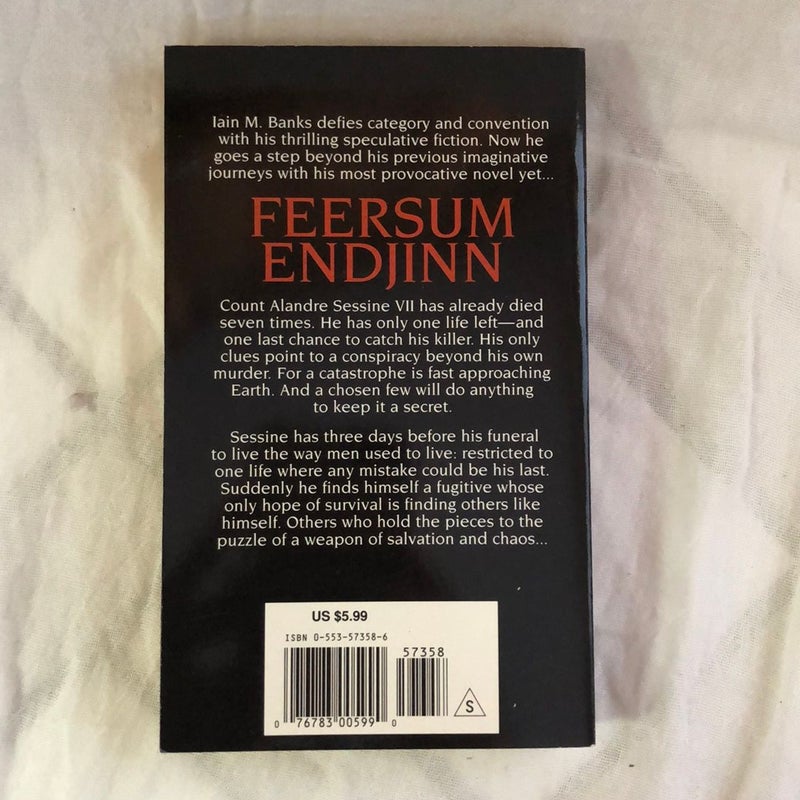 Iain M. Banks defies category and convention
with his thrilling speculative fiction. Now he
goes a step beyond his previous imaginative
journeys with his most provocative novel yet...
FEERSUM
ENDJINN
Count Alandre Sessine VII has already died
seven times. He has only one life left—and
one last chance to catch his killer. His only
clues point to a conspiracy beyond his own
murder. For a catastrophe is fast approaching
Earth. And a chosen few will do anything
to keep it a secret.
Sessine has three days before his funeral
to live the way men used to live: restricted to
one life where any mistake could be his last.
Suddenly he finds himself a fugitive whose
only hope of survival is finding others like
himself. Others who hold the pieces to the
puzzle of a weapon of salvation and chaos...
US $5.99
ISBN 0-553-57358-6
57358
0 76783 00599 0
S